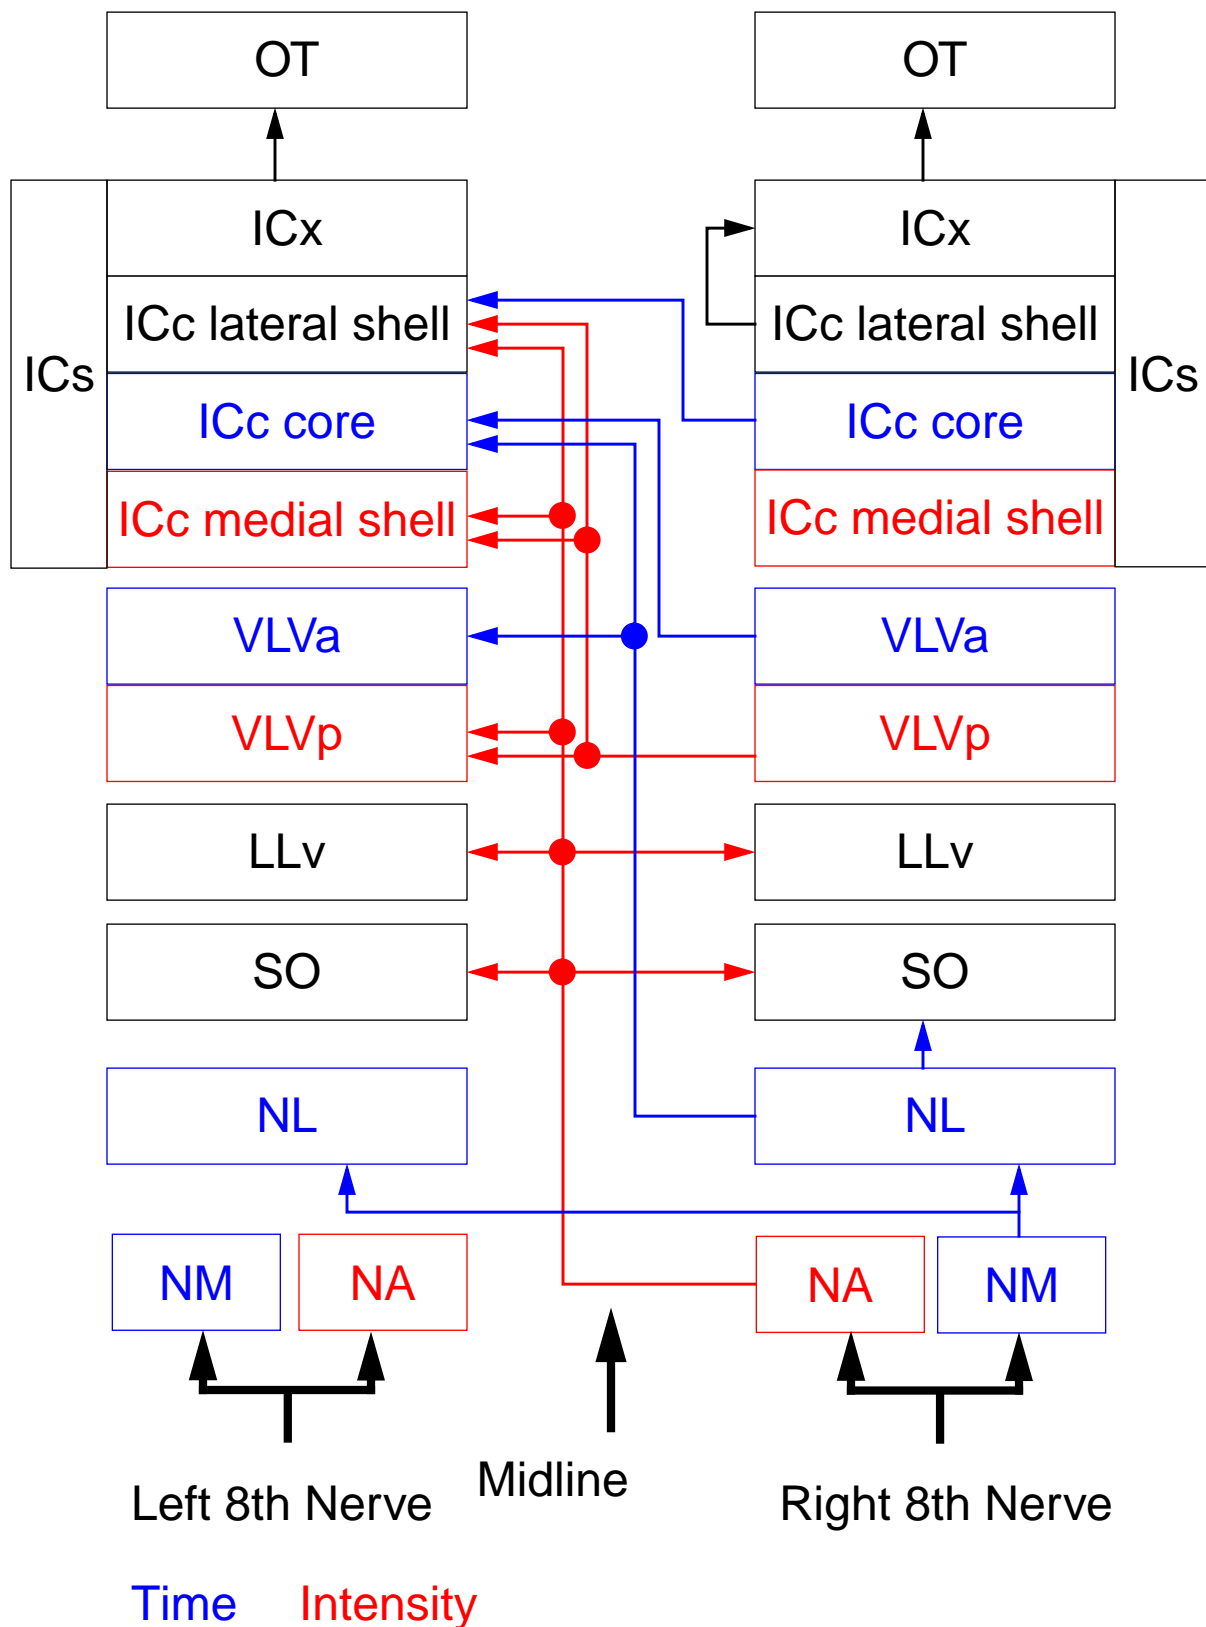 OT OT
ICx ICx
ICc lateral shell ICc lateral shell
ICs ICs
ICc core ICc core
ICc medial shell ICc medial shell
VLVa VLVa
VLVp VLVp
LLv LLv
SO SO
NL NL
NM NA NA NM
Midline
Left 8th Nerve Right 8th Nerve
Time Intensity